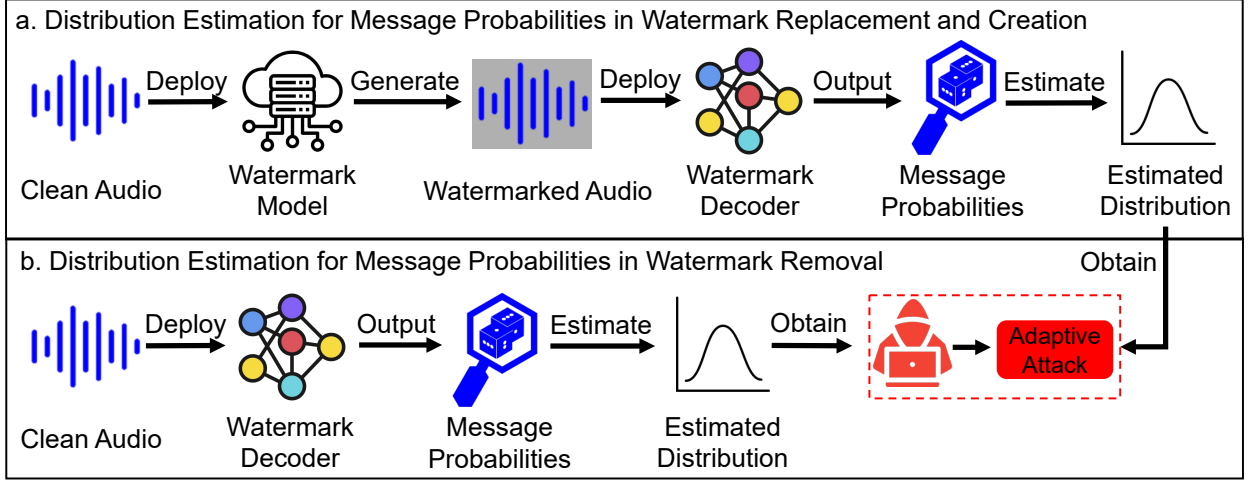 a. Distribution Estimation for Message Probabilities in Watermark Replacement and Creation
Deploy
Generate
Deploy
Output
Estimate
Clean Audio
Watermark
Model
Watermarked Audio
Watermark
Decoder
Message
Probabilities
Estimated
Distribution
b. Distribution Estimation for Message Probabilities in Watermark Removal
Obtain
Deploy
Output
Estimate
Obtain
Adaptive
Attack
Clean Audio
Watermark
Decoder
Message
Probabilities
Estimated
Distribution